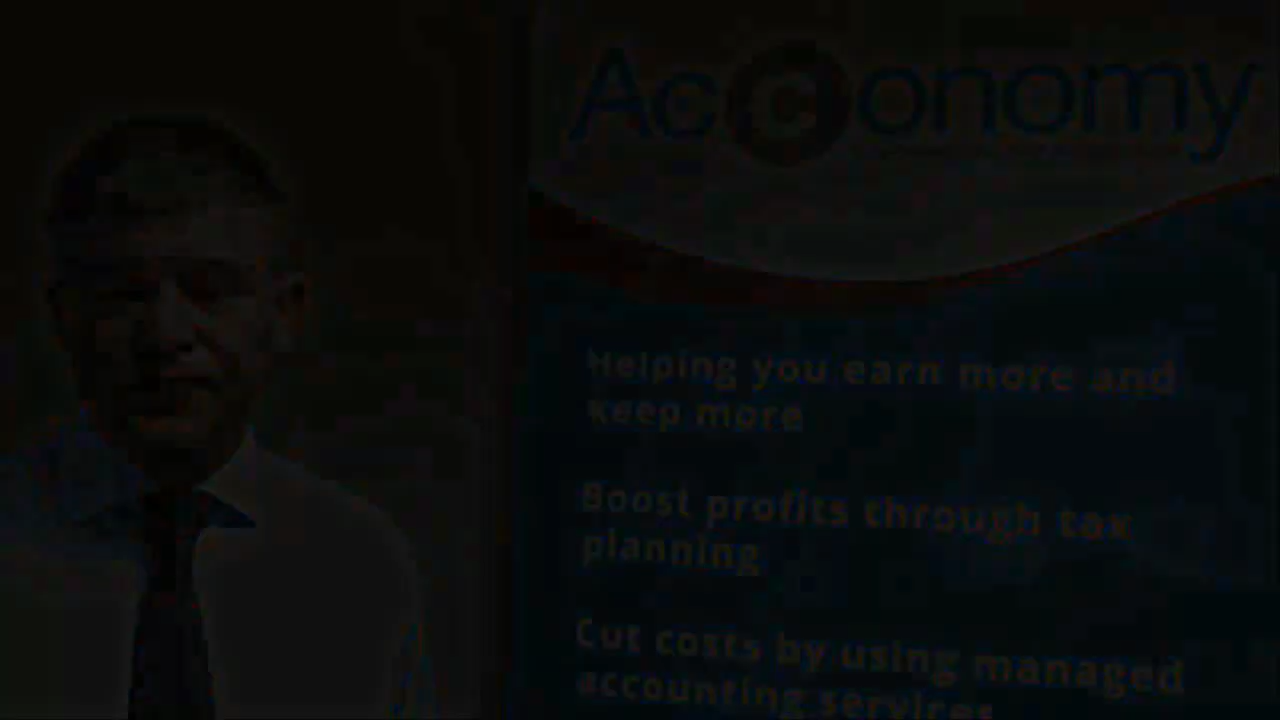 Acconomy
Helping you earn more and
keep more
Boost profits through tax
planning
Cut costs by using managed
accounting services